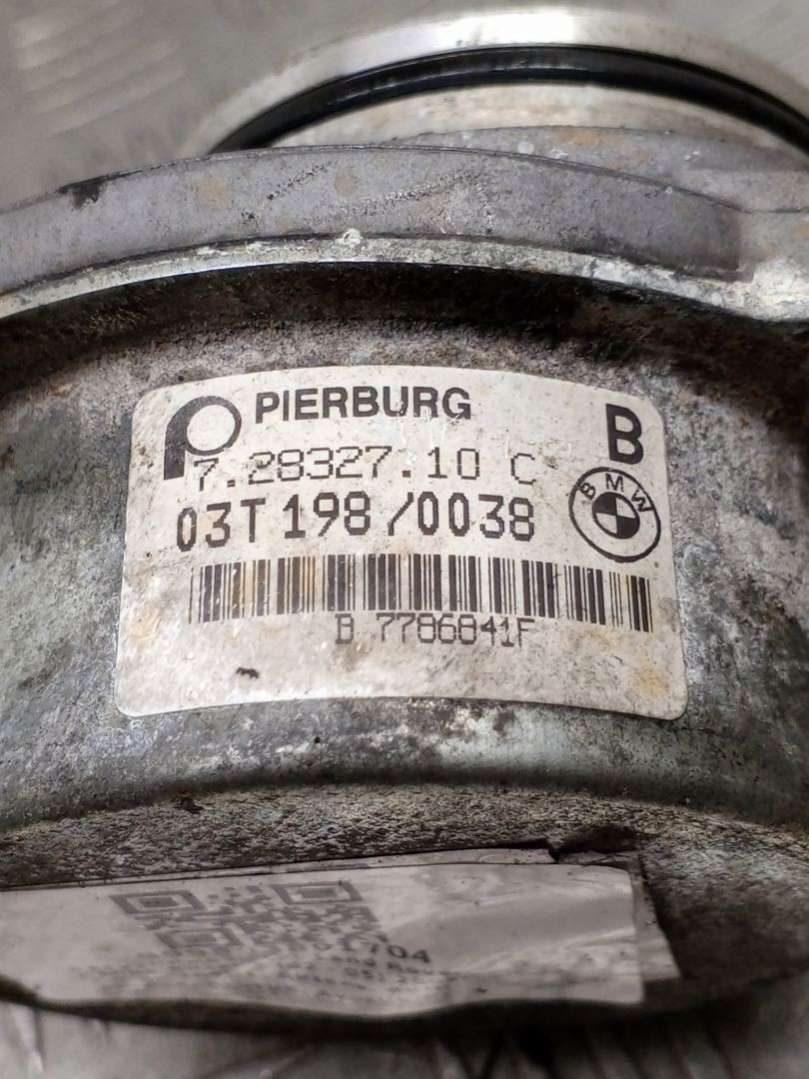 PIERBURG
B
7.28327.10 C
03T 198 /0038
BMW
B 7786841F